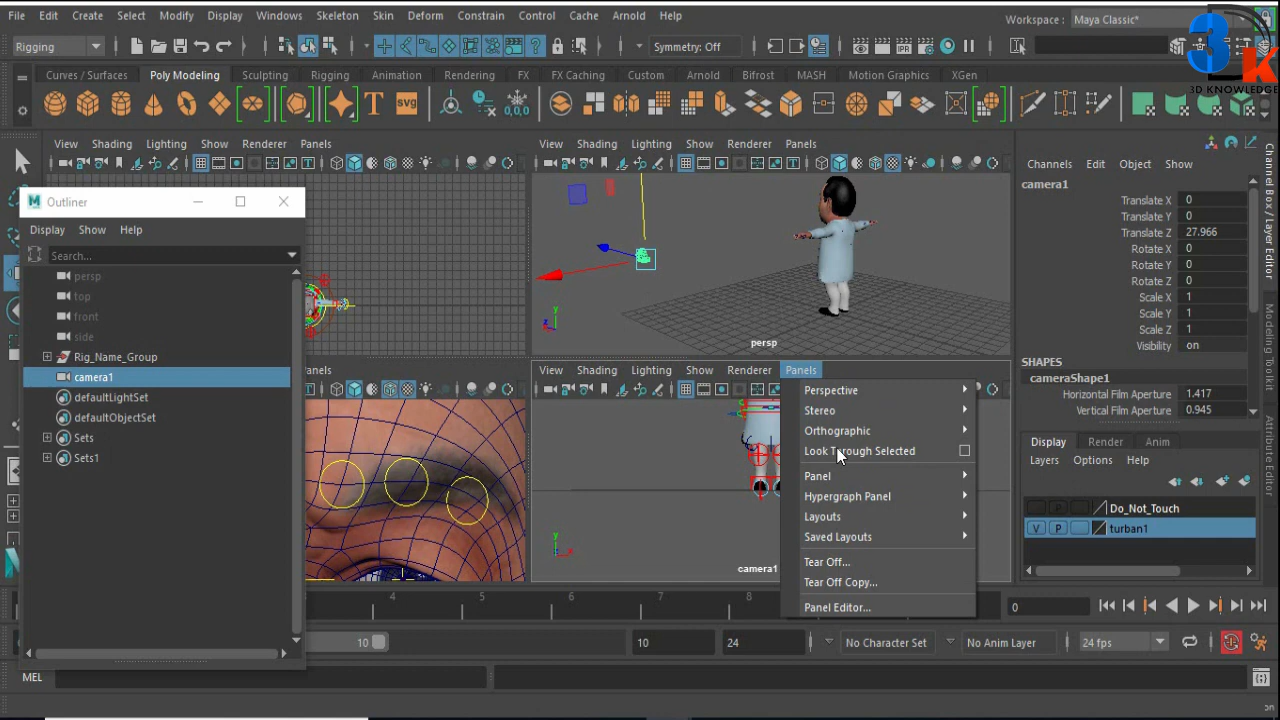 File Edit Create Select Modify Display Windows Skeleton Skin Deform Constrain Control Cache Arnold Help
Workspace : Maya Classic*
Rigging
Symmetry: Off
3D KNOWLEDGE
Curves / Surfaces Poly Modeling Sculpting Rigging Animation Rendering FX FX Caching Custom Arnold Bifrost MASH Motion Graphics XGen
T SVG 0,0,0
View Shading Lighting Show Renderer Panels
View Shading Lighting Show Renderer Panels
Channels Edit Object Show
Outliner
Display Show Help
Search...
persp
top
front
side
Rig_Name_Group
camera1
defaultLightSet
defaultObjectSet
Sets
Sets1
persp
y
Panels
View Shading Lighting Show Renderer Panels
Perspective
Stereo
Orthographic
Look Through Selected
Panel
Hypergraph Panel
Layouts
Saved Layouts
Tear Off...
Tear Off Copy...
Panel Editor...
y
camera1
camera1
Translate X 0
Translate Y 0
Translate Z 27.966
Rotate X 0
Rotate Y 0
Rotate Z 0
Scale X 1
Scale Y 1
Scale Z 1
Visibility on
SHAPES
cameraShape1
Horizontal Film Aperture 1.417
Vertical Film Aperture 0.945
Display Render Anim
Layers Options Help
P Do_Not_Touch
V P turban1
Channel Box / Layer Editor
Modeling Toolkit
Attribute Editor
4 5 6 7 8
0
10 10 24 No Character Set No Anim Layer 24 fps
MEL
on